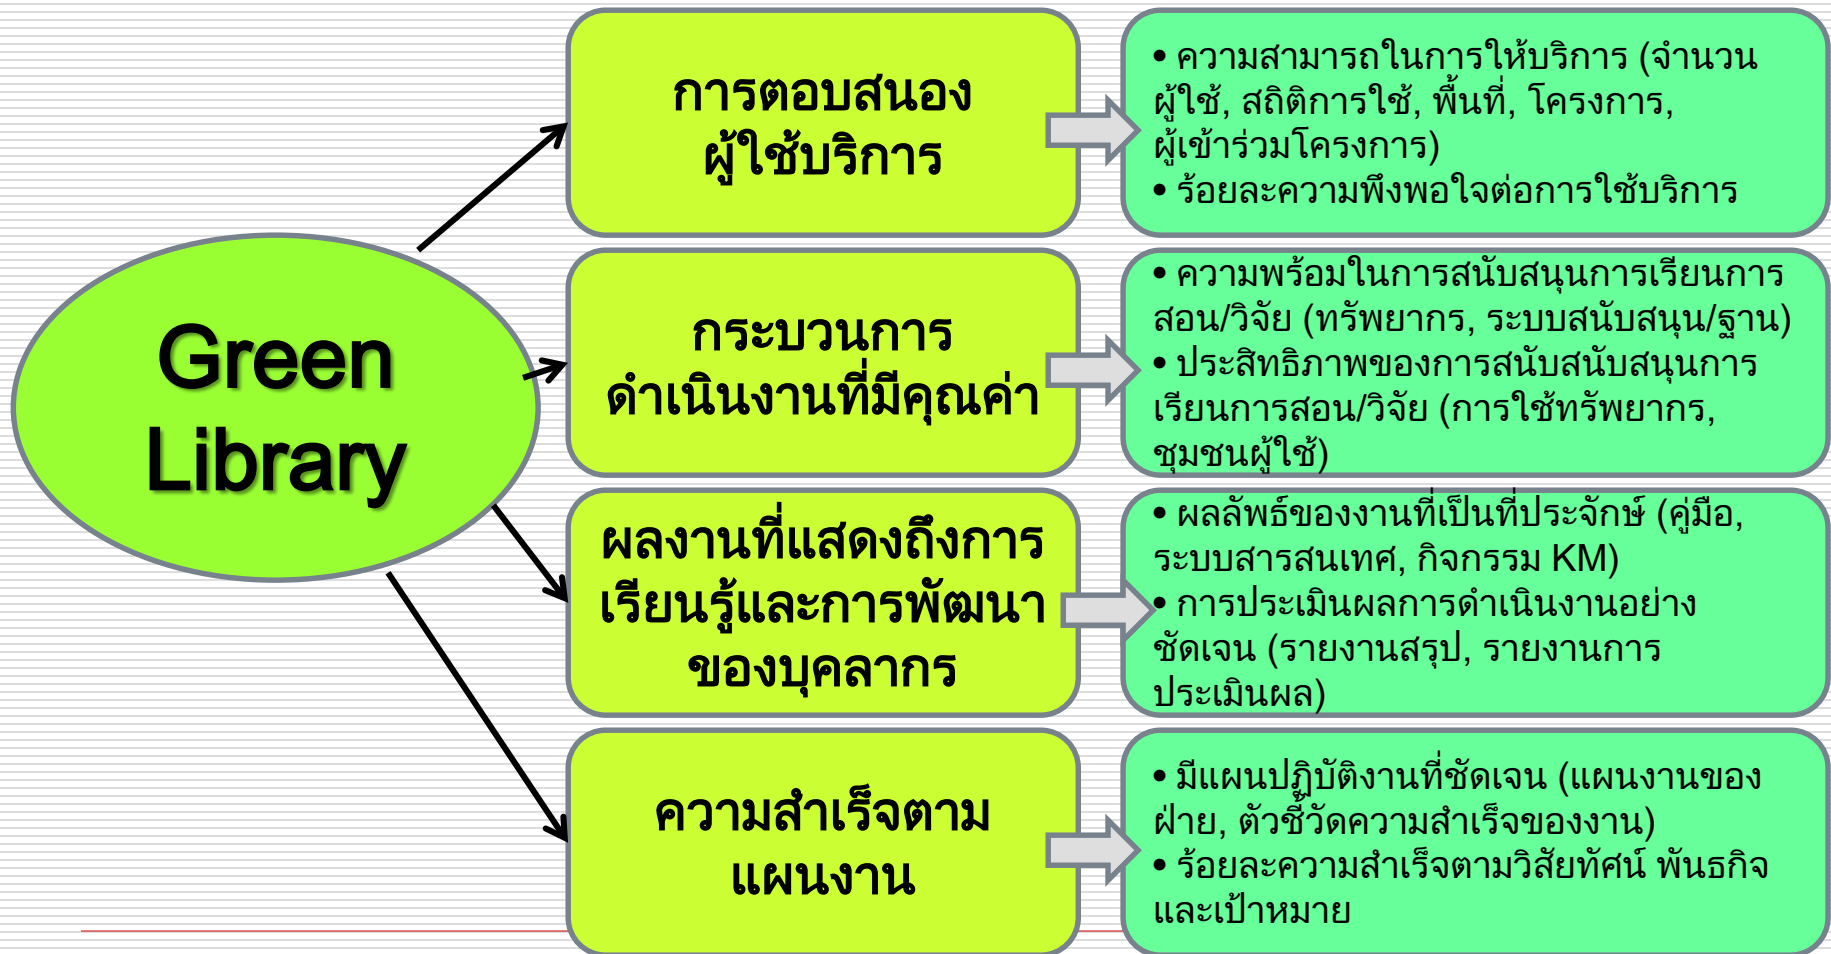 Green
Library
การตอบสนอง
ผู้ใช้บริการ
• ความสามารถในการให้บริการ (จำนวน
ผู้ใช้, สถิติการใช้, พื้นที่, โครงการ,
ผู้เข้าร่วมโครงการ)
• ร้อยละความพึงพอใจต่อการใช้บริการ
กระบวนการ
ดำเนินงานที่มีคุณค่า
• ความพร้อมในการสนับสนุนการเรียนการ
สอน/วิจัย (ทรัพยากร, ระบบสนับสนุน/ฐาน)
• ประสิทธิภาพของการสนับสนับสนุนการ
เรียนการสอน/วิจัย (การใช้ทรัพยากร,
ชุมชนผู้ใช้)
ผลงานที่แสดงถึงการ
เรียนรู้และการพัฒนา
ของบุคลากร
• ผลลัพธ์ของงานที่เป็นที่ประจักษ์ (คู่มือ,
ระบบสารสนเทศ, กิจกรรม KM)
• การประเมินผลการดำเนินงานอย่าง
ชัดเจน (รายงานสรุป, รายงานการ
ประเมินผล)
ความสำเร็จตาม
แผนงาน
• มีแผนปฏิบัติงานที่ชัดเจน (แผนงานของ
ฝ่าย, ตัวชี้วัดความสำเร็จของงาน)
• ร้อยละความสำเร็จตามวิสัยทัศน์ พันธกิจ
และเป้าหมาย